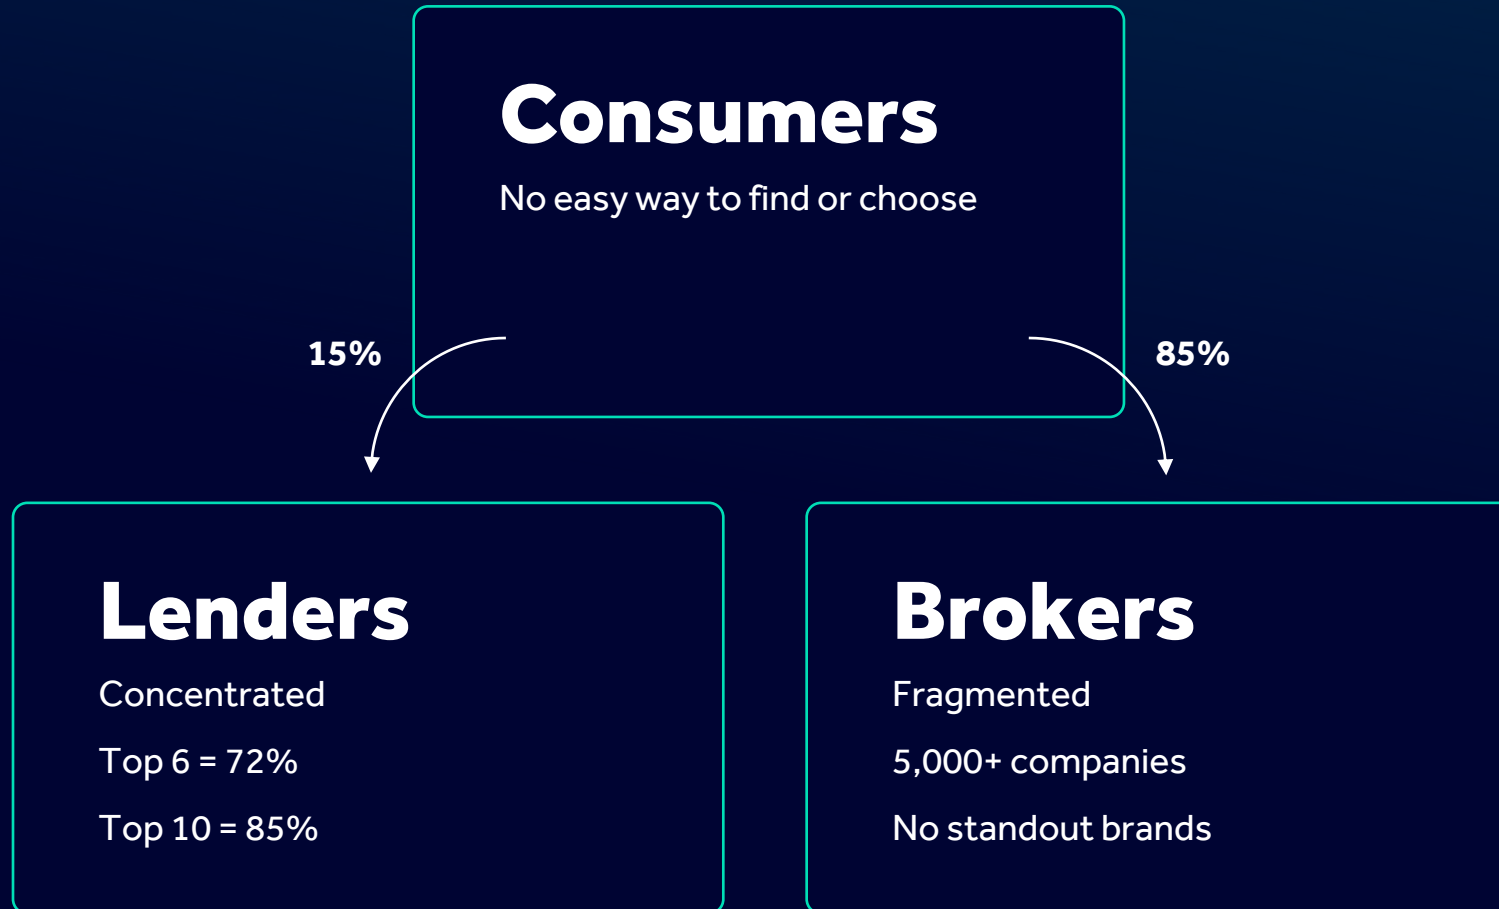 Consumers
No easy way to find or choose
15%
85%
Lenders
Concentrated
Top 6 = 72%
Top 10 = 85%
Brokers
Fragmented
5,000+ companies
No standout brands